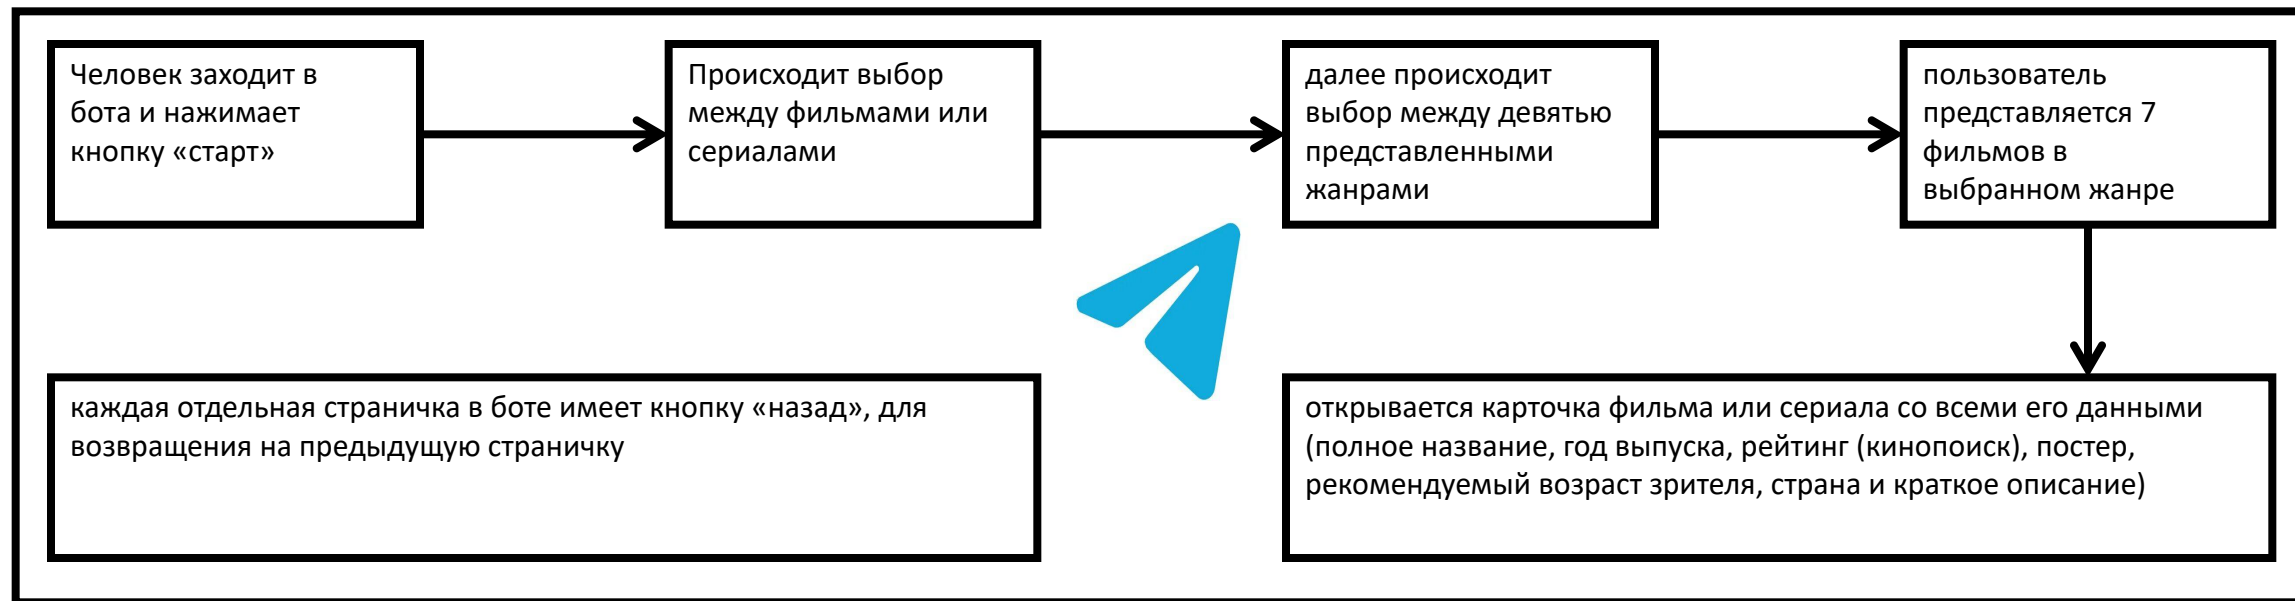 Человек заходит в
бота и нажимает
кнопку «старт»
Происходит выбор
между фильмами или
сериалами
далее происходит
выбор между девятью
представленными
жанрами
пользователь
представляется 7
фильмов в
выбранном жанре
каждая отдельная страничка в боте имеет кнопку «назад», для
возвращения на предыдущую страничку
открывается карточка фильма или сериала со всеми его данными
(полное название, год выпуска, рейтинг (кинопоиск), постер,
рекомендуемый возраст зрителя, страна и краткое описание)